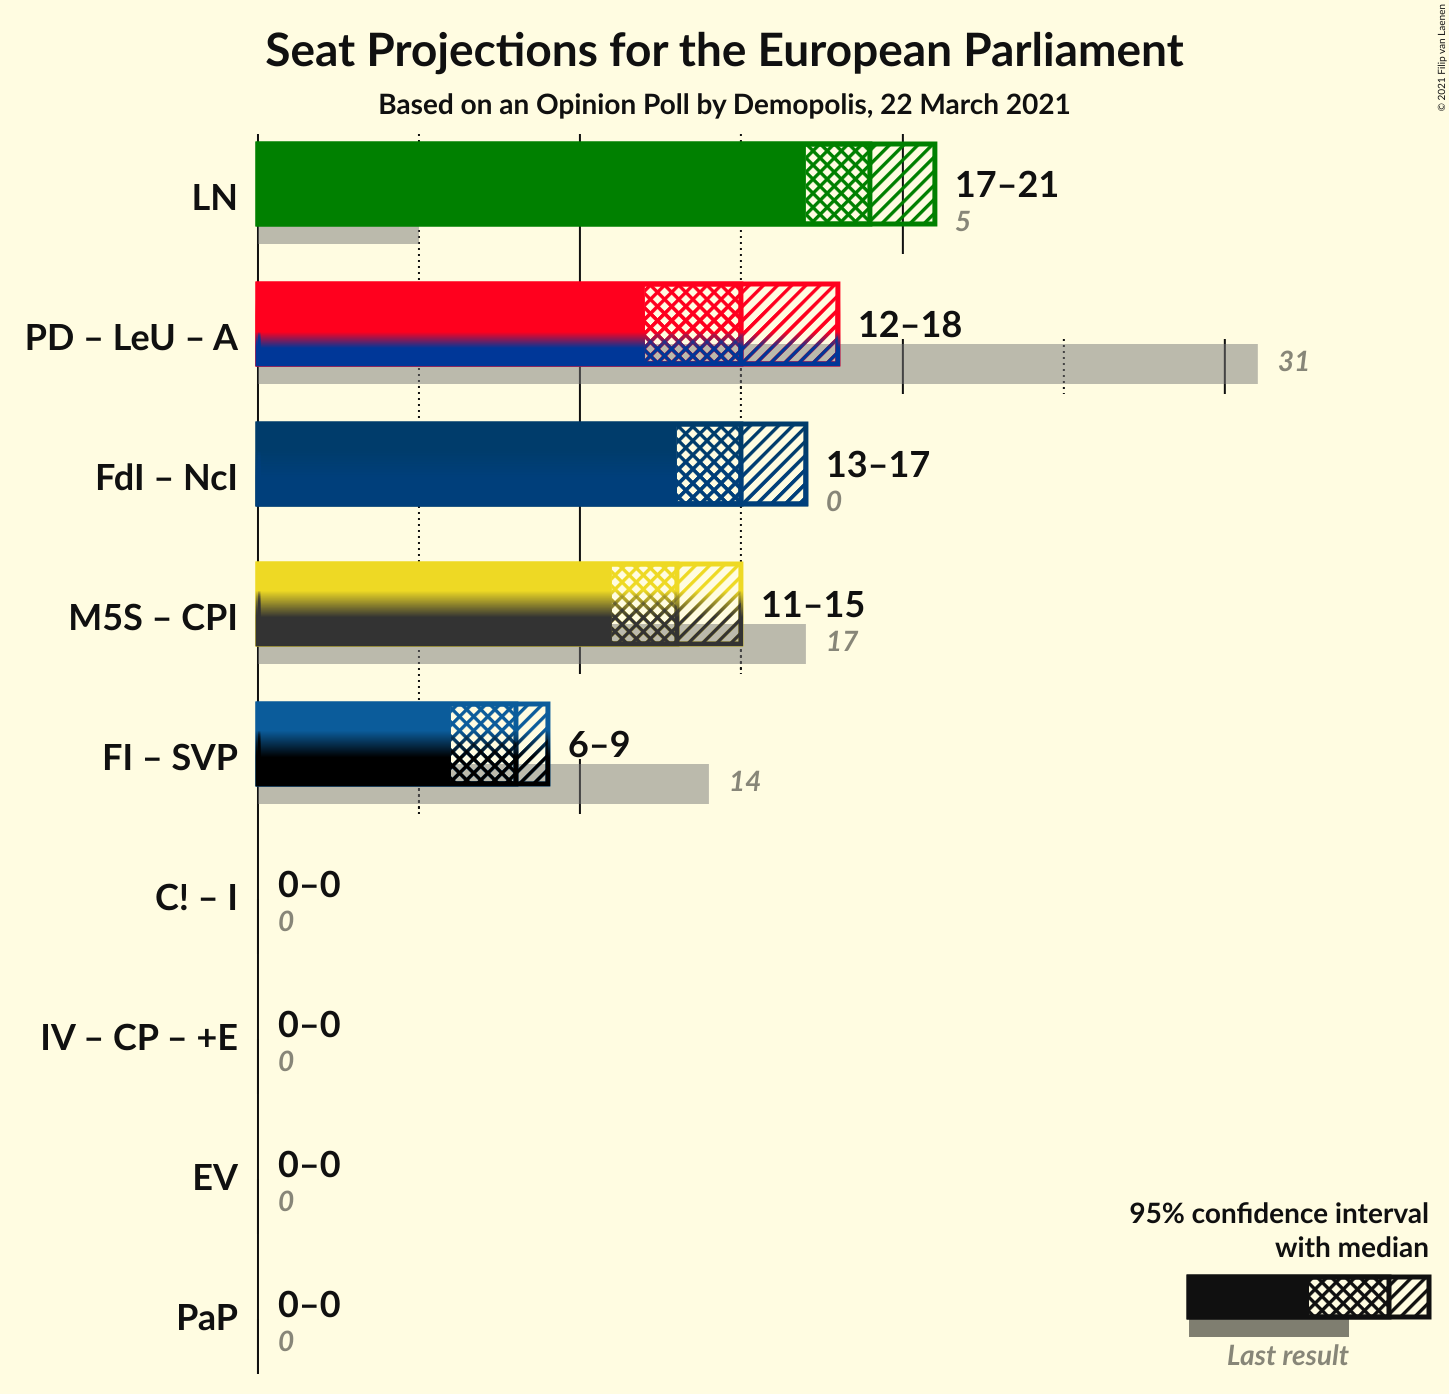 Seat Projections for the European Parliament
Based on an Opinion Poll by Demopolis, 22 March 2021
© 2021 Filip van Laenen
LN
17–21
5
PD – LeU – A
12–18
31
FdI – NcI
13–17
0
M5S – CPI
11–15
17
FI – SVP
6–9
14
C! – I
0–0
0
IV – CP – +E
0–0
0
EV
0–0
0
PaP
0–0
0
95% confidence interval
with median
Last result